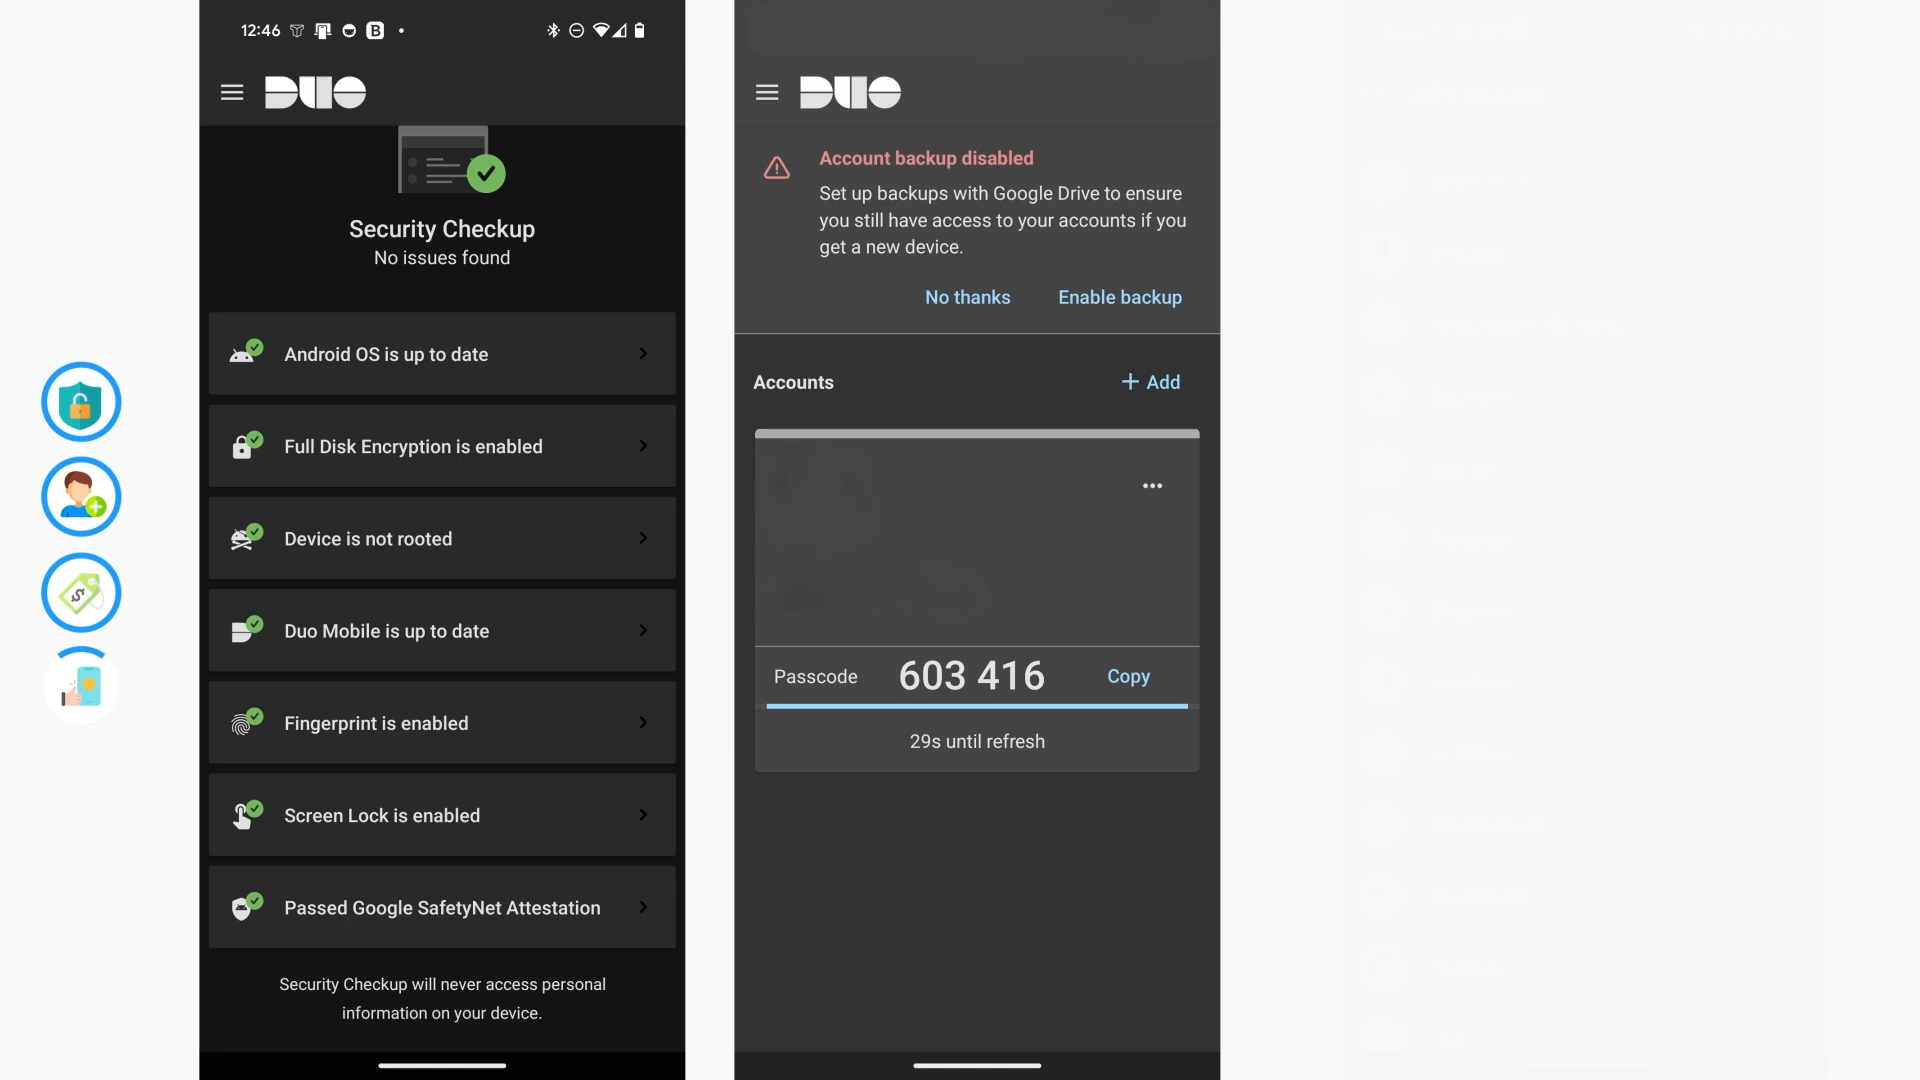 12:46
DUO
Security Checkup
No issues found
Android OS is up to date
Full Disk Encryption is enabled
Device is not rooted
Duo Mobile is up to date
Fingerprint is enabled
Screen Lock is enabled
Passed Google SafetyNet Attestation
Security Checkup will never access personal
information on your device.
DUO
Account backup disabled
Set up backups with Google Drive to ensure
you still have access to your accounts if you
get a new device.
No thanks Enable backup
Accounts + Add
Passcode 603 416 Copy
29s until refresh